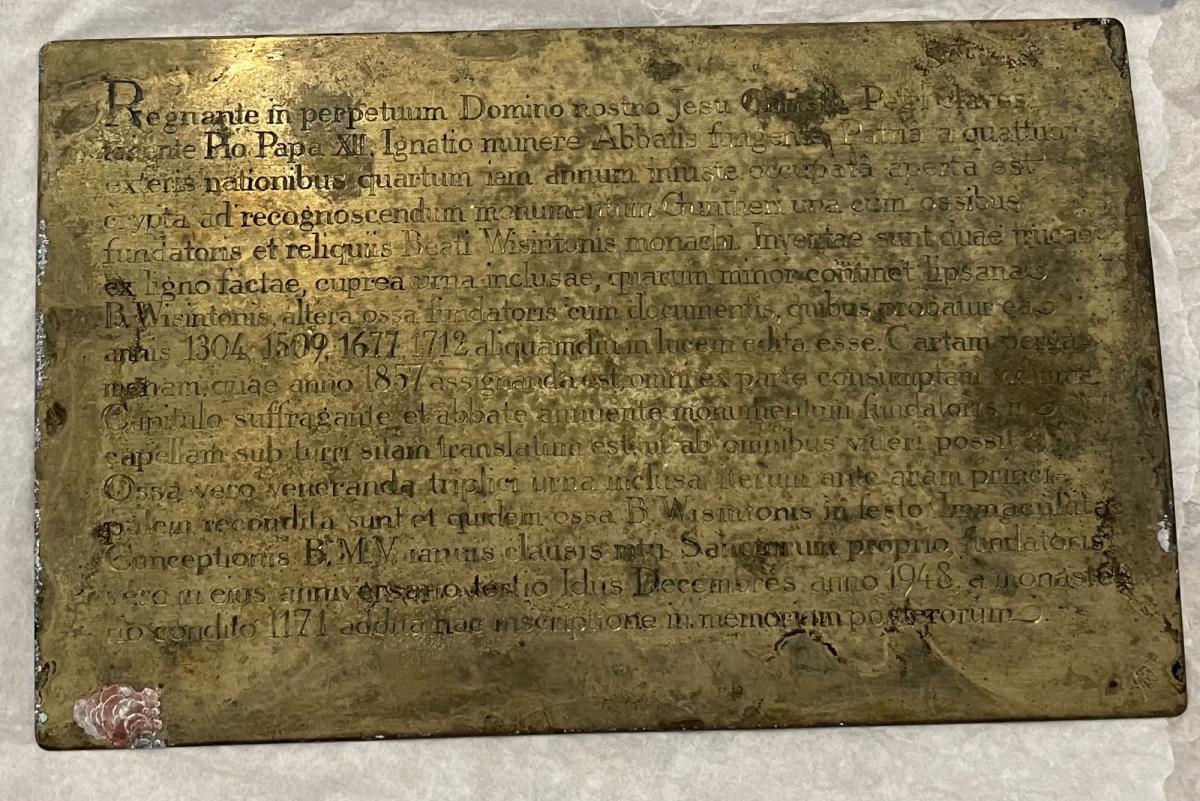 Regnante in perpetuum Domino nostro Jesu Christo, Petri claves
tenente Pio Papa XII, Ignatio munere Abbatis fungente, Patria a quattuor
exteris nationibus quartum iam annum iniuste occupatâ aperta est
crypta ad recognoscendum monumentum Guntheri una cum ossibus
fundatoris et reliquiis Beati Wisintonis monachi. Inventae sunt duae trucae
ex ligno factae, cuprea urna inclusae, quarum minor continet lipsana
B. Wisintonis, altera ossa fundatoris cum documentis, quibus probatur ea
annis 1304, 1509, 1677, 1712 aliquamdiu in lucem edita esse. Cartam perga-
menam, quae anno 1857 assignanda est, omni ex parte consumptam
Capitulo suffragante et abbate annuente monumentum fundatoris in
capellam sub turri sitam translatum est, ut ab omnibus videri possit
Ossa vero veneranda triplici urna inclusa iterum ante aram princi-
palem recondita sunt et quidem ossa B. Wisintonis in festo Immaculatae
Conceptionis B.M.V. ianuis clausis ritu Sanctorum proprio, fundatoris
vero in eius anniversario tertio Idus Decembres anno 1948, a monaste-
rio condito 1171 addita hac inscriptione in memoriam posterorum